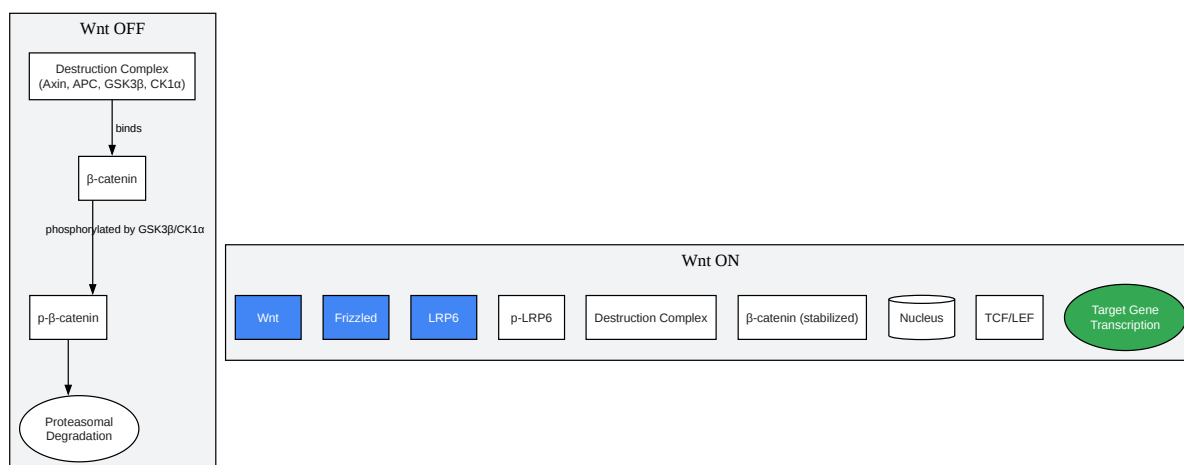 Wnt OFF
Destruction Complex
(Axin, APC, GSK3β, CK1α)
binds
β-catenin
phosphorylated by GSK3β/CK1α
p-β-catenin
Proteasomal
Degradation
Wnt ON
Wnt
Frizzled
LRP6
p-LRP6
Destruction Complex
β-catenin (stabilized)
Nucleus
TCF/LEF
Target Gene
Transcription